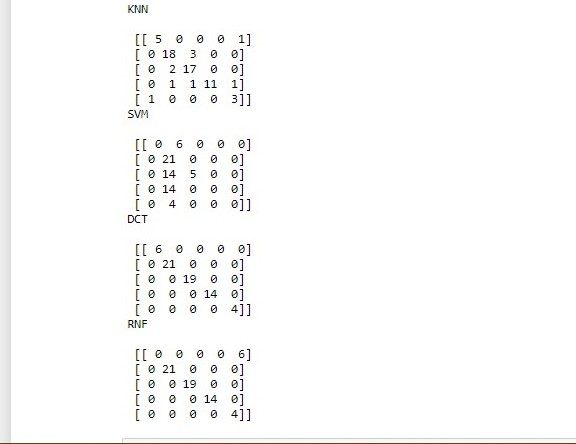 KNN
[[ 5 0 0 0 1]
[ 0 18 3 0 0]
[ 0 2 17 0 0]
[ 0 1 1 11 1]
[ 1 0 0 0 3]]
SVM
[[ 0 6 0 0 0]
[ 0 21 0 0 0]
[ 0 14 5 0 0]
[ 0 14 0 0 0]
[ 0 4 0 0 0]]
DCT
[[ 6 0 0 0 0]
[ 0 21 0 0 0]
[ 0 0 19 0 0]
[ 0 0 0 14 0]
[ 0 0 0 0 4]]
RNF
[[ 0 0 0 0 6]
[ 0 21 0 0 0]
[ 0 0 19 0 0]
[ 0 0 0 14 0]
[ 0 0 0 0 4]]